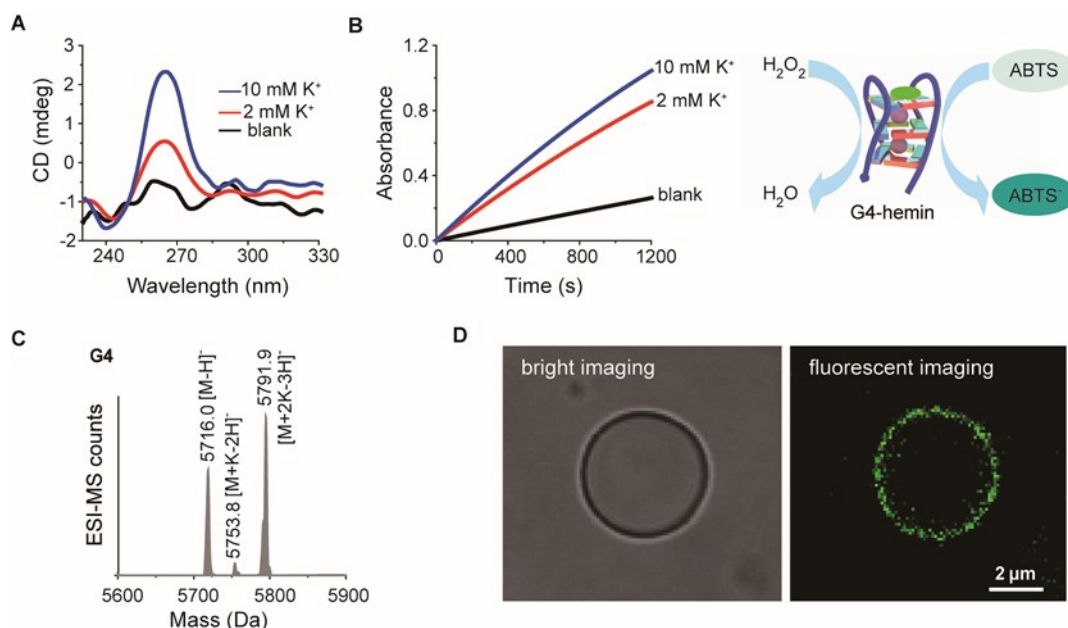 A
CD (mdeg)
3
2
1
0
-1
-2
10 mM K⁺
2 mM K⁺
blank
240 270 300 330
Wavelength (nm)
B
Absorbance
1.2
0.8
0.4
0.0
10 mM K⁺
2 mM K⁺
blank
0 400 800 1200
Time (s)
H₂O₂
ABTS
H₂O
ABTS⁻
G4-hemin
C
G4
ESI-MS counts
5716.0 [M-H]⁻
5753.8 [M+K-2H]⁻
5791.9
[M+2K-3H]⁻
5600 5700 5800 5900
Mass (Da)
D
bright imaging
fluorescent imaging
2 µm